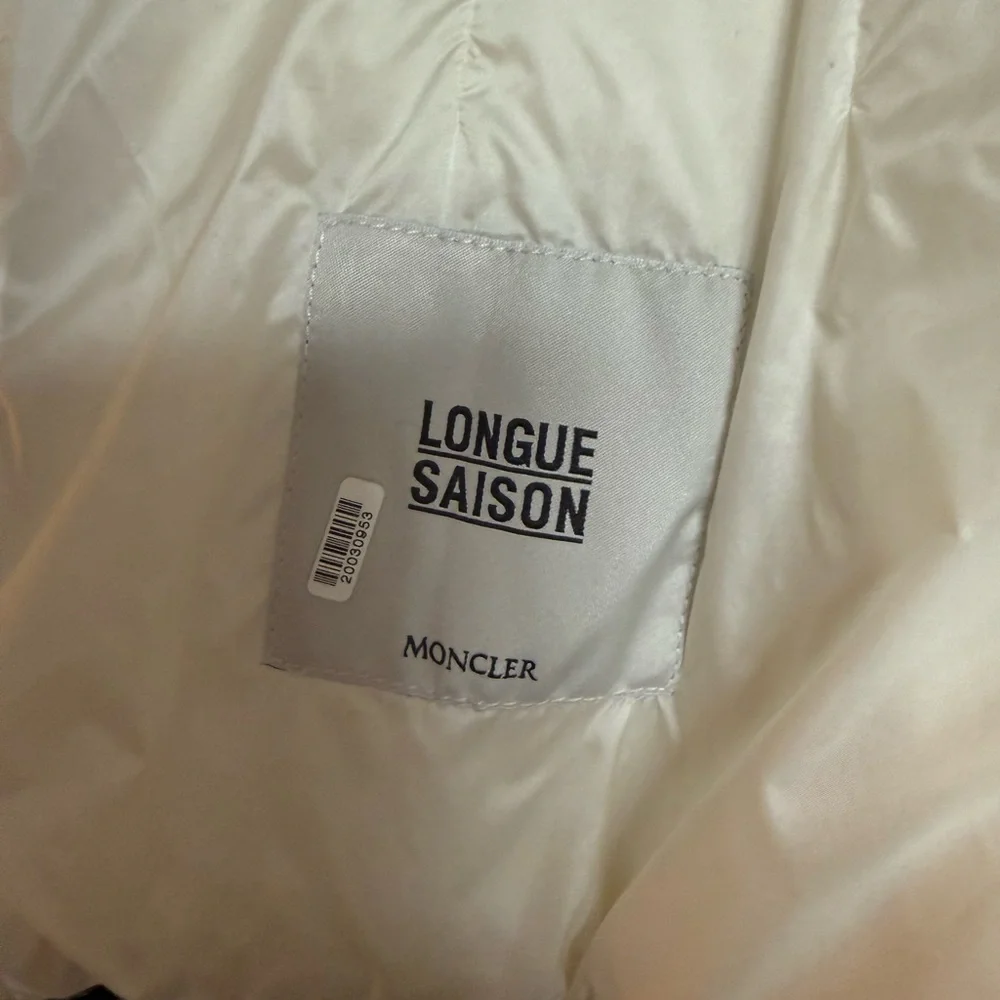 LONGUE
SAISON
20030953
MONCLER